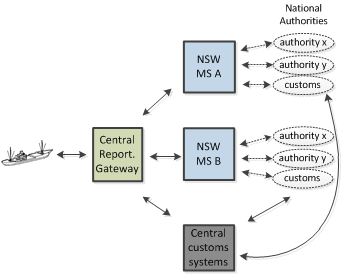 National
Authorities
NSW
MS A
authority x
authority y
customs
Central
Report.
Gateway
NSW
MS B
authority x
authority y
customs
Central
customs
systems